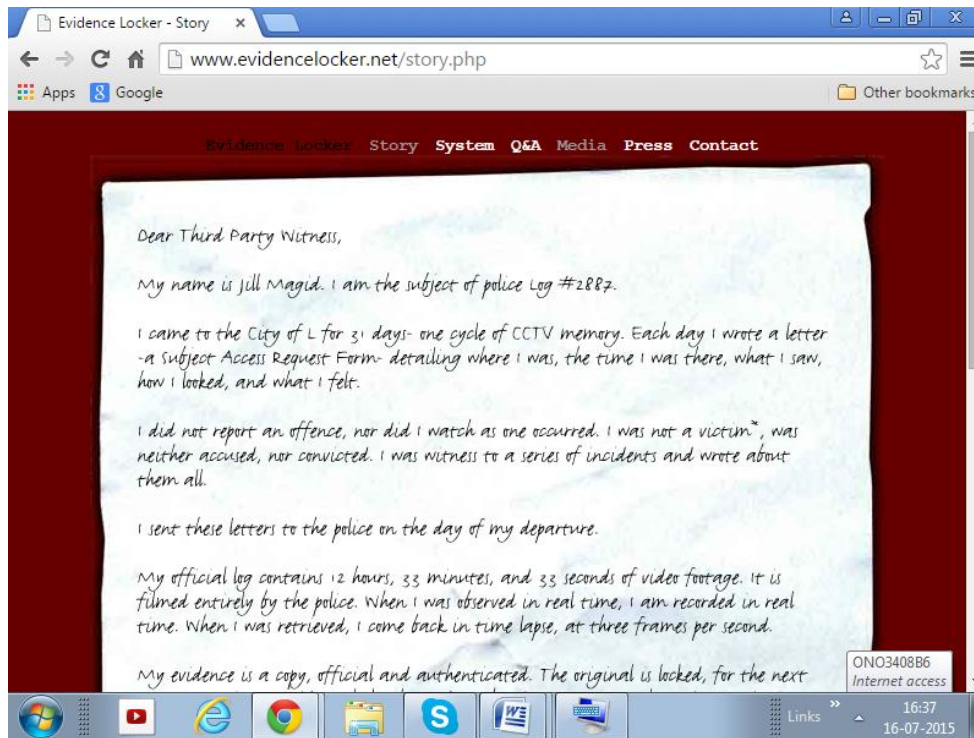 Evidence Locker - Story
www.evidencelocker.net/story.php
Apps Google Other bookmarks
Evidence Locker Story System Q&A Media Press Contact
Dear Third Party Witness,
My name is Jill Magid. I am the subject of police Log #2887.
I came to the City of L for 31 days- one cycle of CCTV memory. Each day I wrote a letter
-a Subject Access Request Form- detailing where I was, the time I was there, what I saw,
how I looked, and what I felt.
I did not report an offence, nor did I watch as one occurred. I was not a victim*, was
neither accused, nor convicted. I was witness to a series of incidents and wrote about
them all.
I sent these letters to the police on the day of my departure.
My official log contains 12 hours, 33 minutes, and 33 seconds of video footage. It is
filmed entirely by the police. When I was observed in real time, I am recorded in real
time. When I was retrieved, I come back in time lapse, at three frames per second.
My evidence is a copy, official and authenticated. The original is locked, for the next
ONO3408B6
Internet access
Links
16:37
16-07-2015